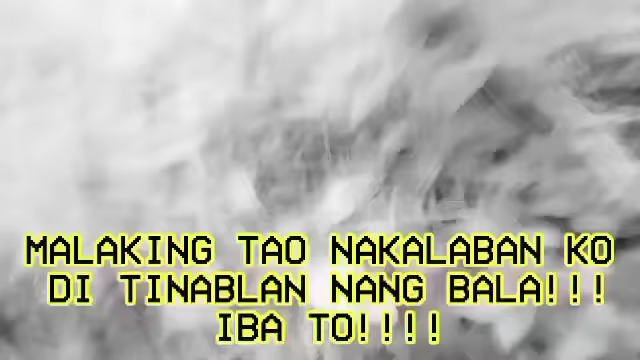 MALAKING TAO NAKALABAN KO
DI TINABLAN NANG BALA!!!
IBA TO!!!!